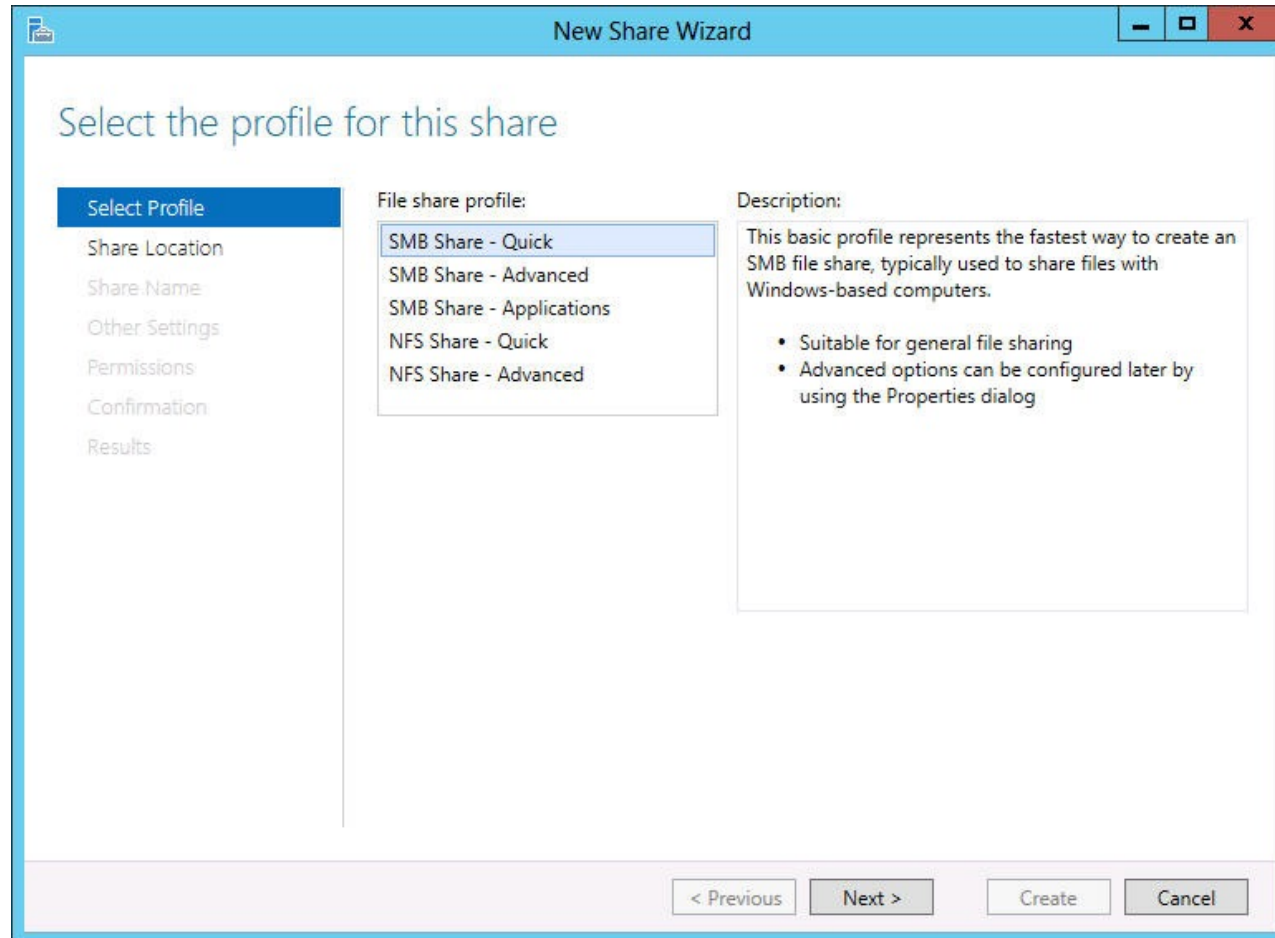 New Share Wizard
Select the profile for this share
Select Profile
Share Location
Share Name
Other Settings
Permissions
Confirmation
Results
File share profile:
SMB Share - Quick
SMB Share - Advanced
SMB Share - Applications
NFS Share - Quick
NFS Share - Advanced
Description:
This basic profile represents the fastest way to create an
SMB file share, typically used to share files with
Windows-based computers.
• Suitable for general file sharing
• Advanced options can be configured later by
using the Properties dialog
< Previous
Next >
Create
Cancel